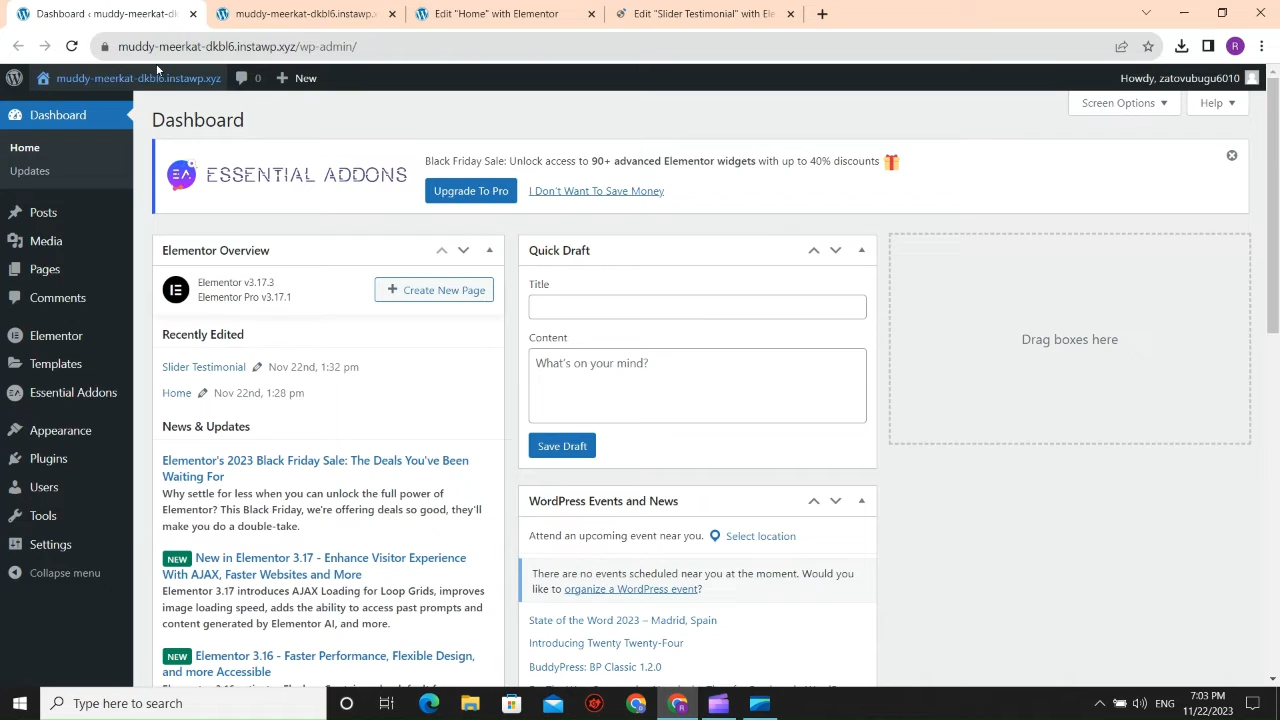 Dashboard ‹ muddy-meerkat-dkbl6
muddy-meerkat-dkbl6.instawp.xyz
Edit "Home" with Elementor
Edit "Slider Testimonial" with Ele
muddy-meerkat-dkbl6.instawp.xyz/wp-admin/
R
muddy-meerkat-dkbl6.instawp.xyz
0
New
Howdy, zatovubugu6010
Dashboard
Home
Updates
Posts
Media
Pages
Comments
Elementor
Templates
Essential Addons
Appearance
Plugins
Users
Tools
Settings
Collapse menu
Screen Options
Help
Dashboard
EA
ESSENTIAL ADDONS
Black Friday Sale: Unlock access to 90+ advanced Elementor widgets with up to 40% discounts
Upgrade To Pro
I Don't Want To Save Money
Elementor Overview
Elementor v3.17.3
Elementor Pro v3.17.1
Create New Page
Recently Edited
Slider Testimonial
Nov 22nd, 1:32 pm
Home
Nov 22nd, 1:28 pm
News & Updates
Elementor's 2023 Black Friday Sale: The Deals You've Been
Waiting For
Why settle for less when you can unlock the full power of
Elementor? This Black Friday, we're offering deals so good, they'll
make you do a double-take.
NEW New in Elementor 3.17 - Enhance Visitor Experience
With AJAX, Faster Websites and More
Elementor 3.17 introduces AJAX Loading for Loop Grids, improves
image loading speed, adds the ability to access past prompts and
content generated by Elementor AI, and more.
NEW Elementor 3.16 - Faster Performance, Flexible Design,
and more Accessible
Quick Draft
Title
Content
What's on your mind?
Save Draft
WordPress Events and News
Attend an upcoming event near you.
Select location
There are no events scheduled near you at the moment. Would you
like to organize a WordPress event?
State of the Word 2023 – Madrid, Spain
Introducing Twenty Twenty-Four
BuddyPress: BP Classic 1.2.0
Drag boxes here
Type here to search
ENG
7:03 PM
11/22/2023